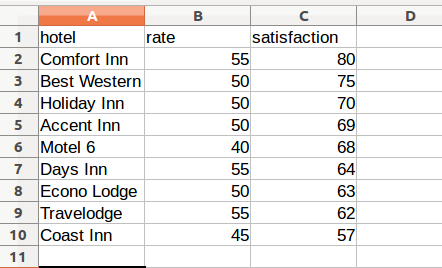 A B C D
1 hotel rate satisfaction
2 Comfort Inn 55 80
3 Best Western 50 75
4 Holiday Inn 50 70
5 Accent Inn 50 69
6 Motel 6 40 68
7 Days Inn 55 64
8 Econo Lodge 50 63
9 Travelodge 55 62
10 Coast Inn 45 57
11